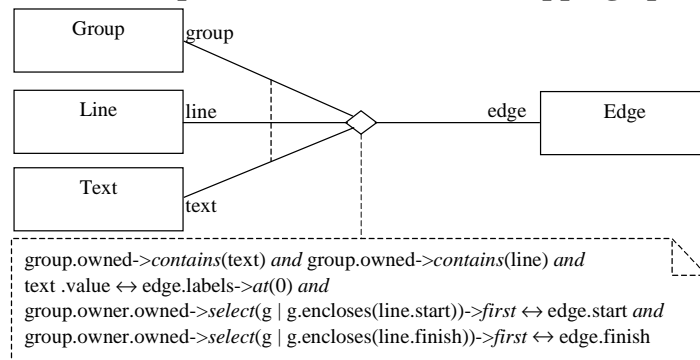 Group
group
Line
line
edge
Edge
Text
text
group.owned->contains(text) and group.owned->contains(line) and
text .value ↔ edge.labels->at(0) and
group.owner.owned->select(g | g.encloses(line.start))->first ↔ edge.start and
group.owner.owned->select(g | g.encloses(line.finish))->first ↔ edge.finish